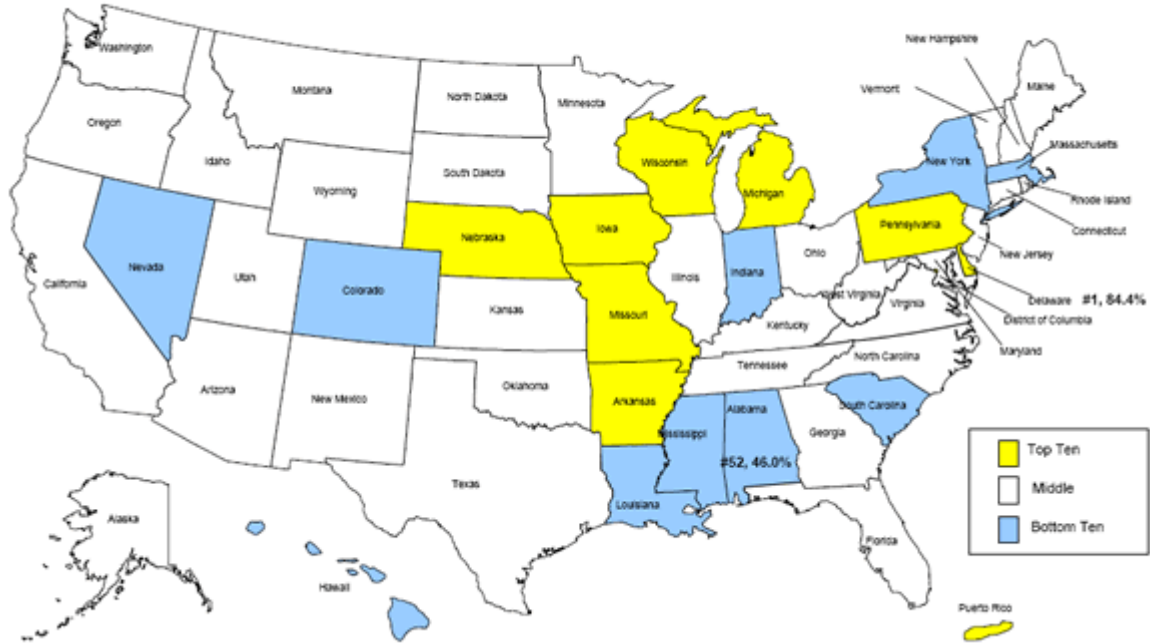 Washington
Montana
North Dakota
Minnesota
Oregon
Idaho
Wyoming
South Dakota
Wisconsin
Michigan
New Hampshire
Vermont
Maine
Massachusetts
New York
Rhode Island
Connecticut
Pennsylvania
New Jersey
Delaware #1, 84.4%
District of Columbia
Maryland
Nebraska
Iowa
Nevada
Utah
Colorado
California
Kansas
Missouri
Illinois
Indiana
Ohio
West Virginia
Virginia
Kentucky
Tennessee
North Carolina
South Carolina
Arizona
New Mexico
Oklahoma
Arkansas
Mississippi
Alabama
Georgia
#52, 46.0%
Texas
Louisiana
Florida
Alaska
Hawaii
Puerto Rico
Top Ten
Middle
Bottom Ten